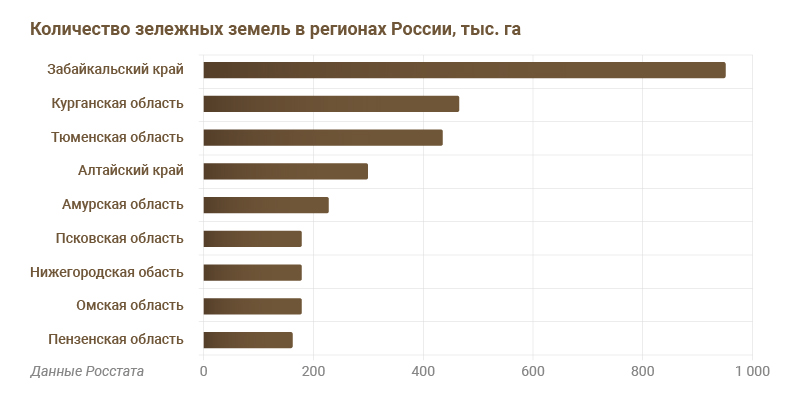 Количество зележных земель в регионах России, тыс. га
Забайкальский край
Курганская область
Тюменская область
Алтайский край
Амурская область
Псковская область
Нижегородская обасть
Омская область
Пензенская область
Данные Росстата
0 200 400 600 800 1 000